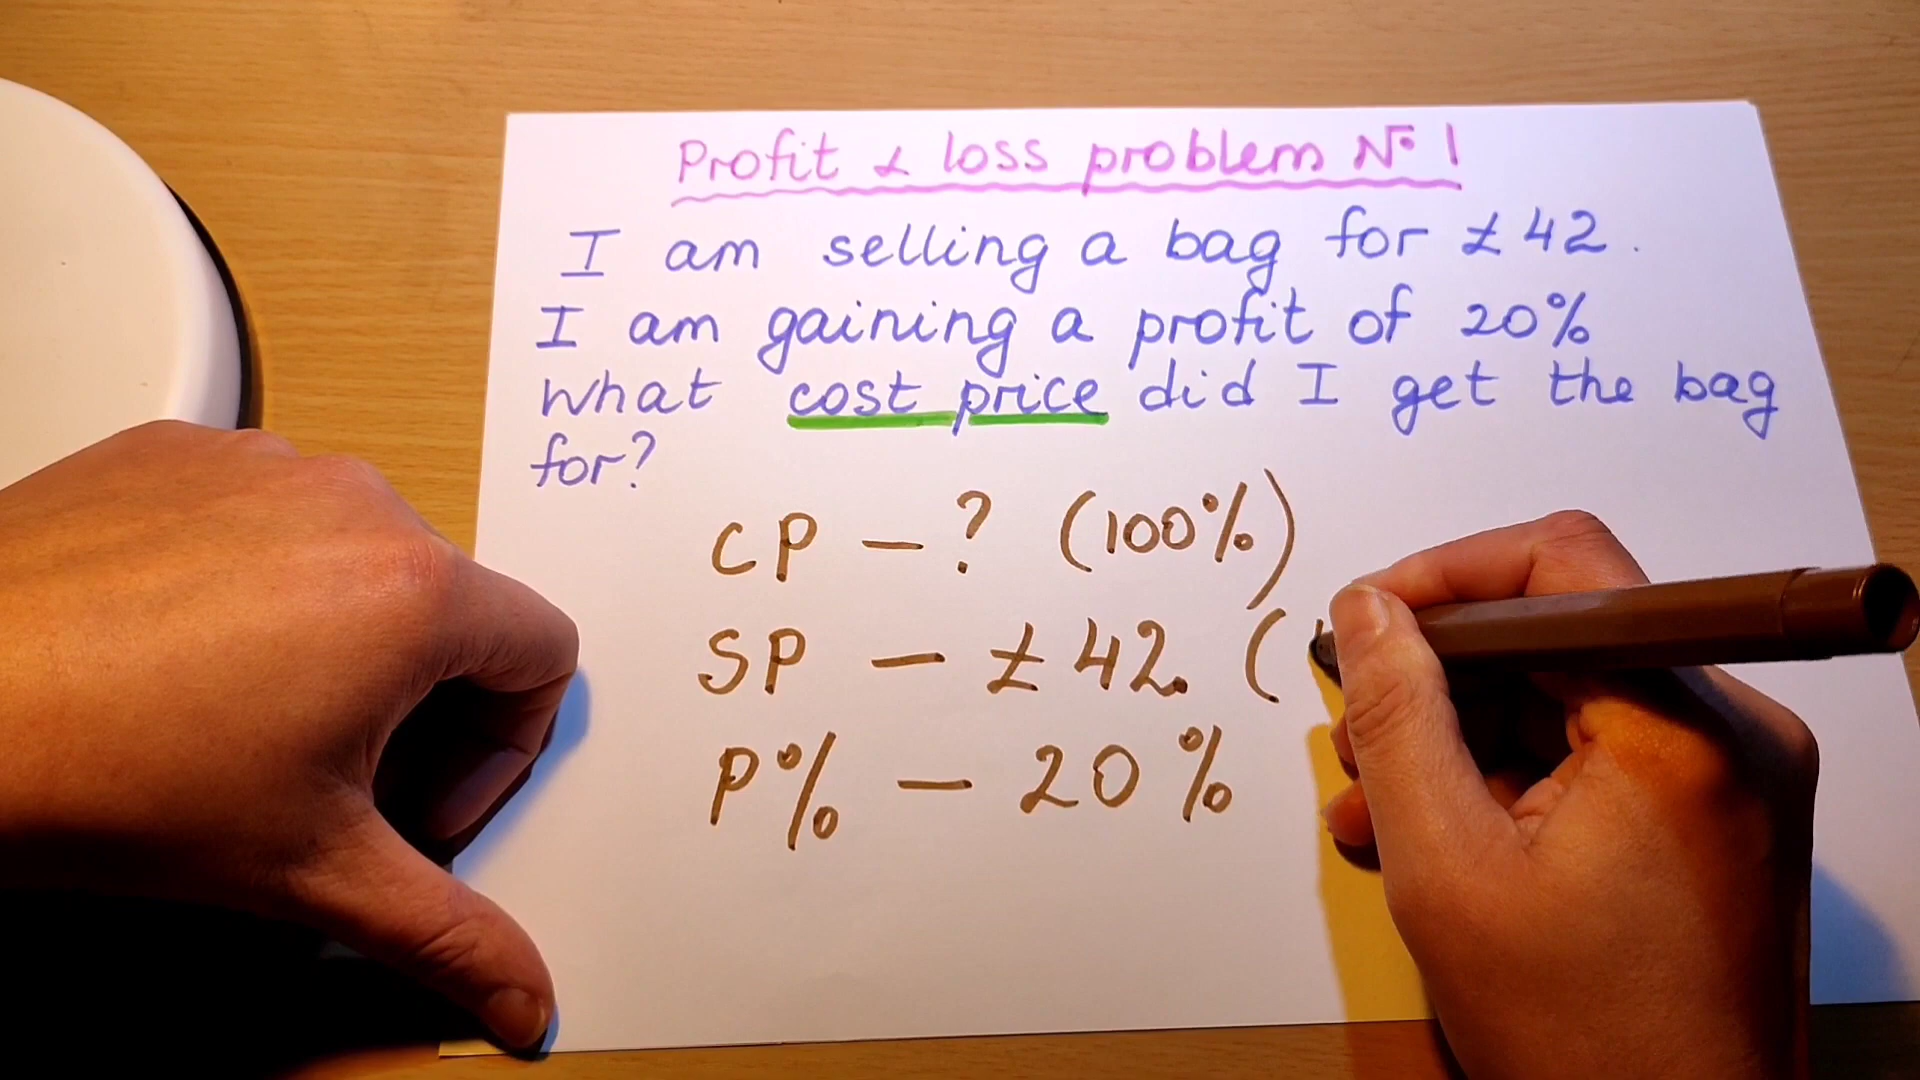 Profit & loss problem № 1
I am selling a bag for £42.
I am gaining a profit of 20%
what cost price did I get the bag
for?
CP – ? (100%)
SP – £42. (
P% – 20%